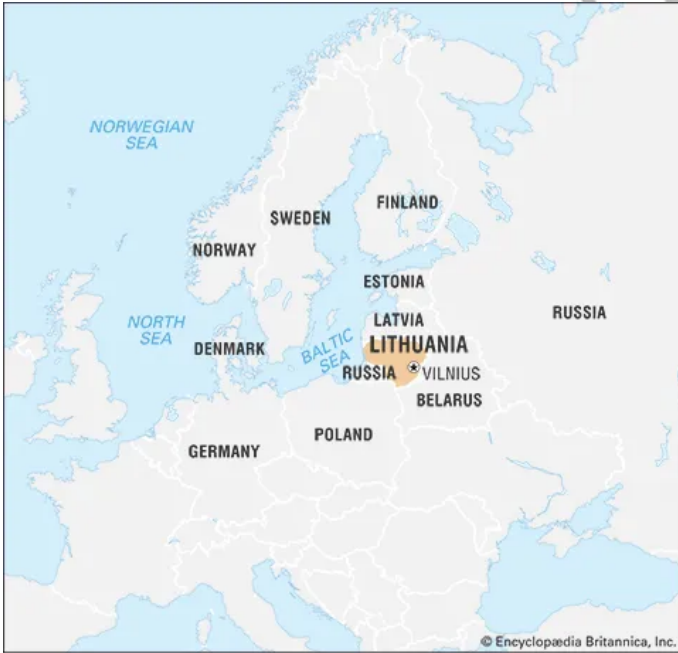 NORWEGIAN
SEA
FINLAND
SWEDEN
NORWAY
ESTONIA
RUSSIA
LATVIA
NORTH
SEA
LITHUANIA
DENMARK
BALTIC
SEA
RUSSIA
VILNIUS
BELARUS
POLAND
GERMANY
© Encyclopædia Britannica, Inc.